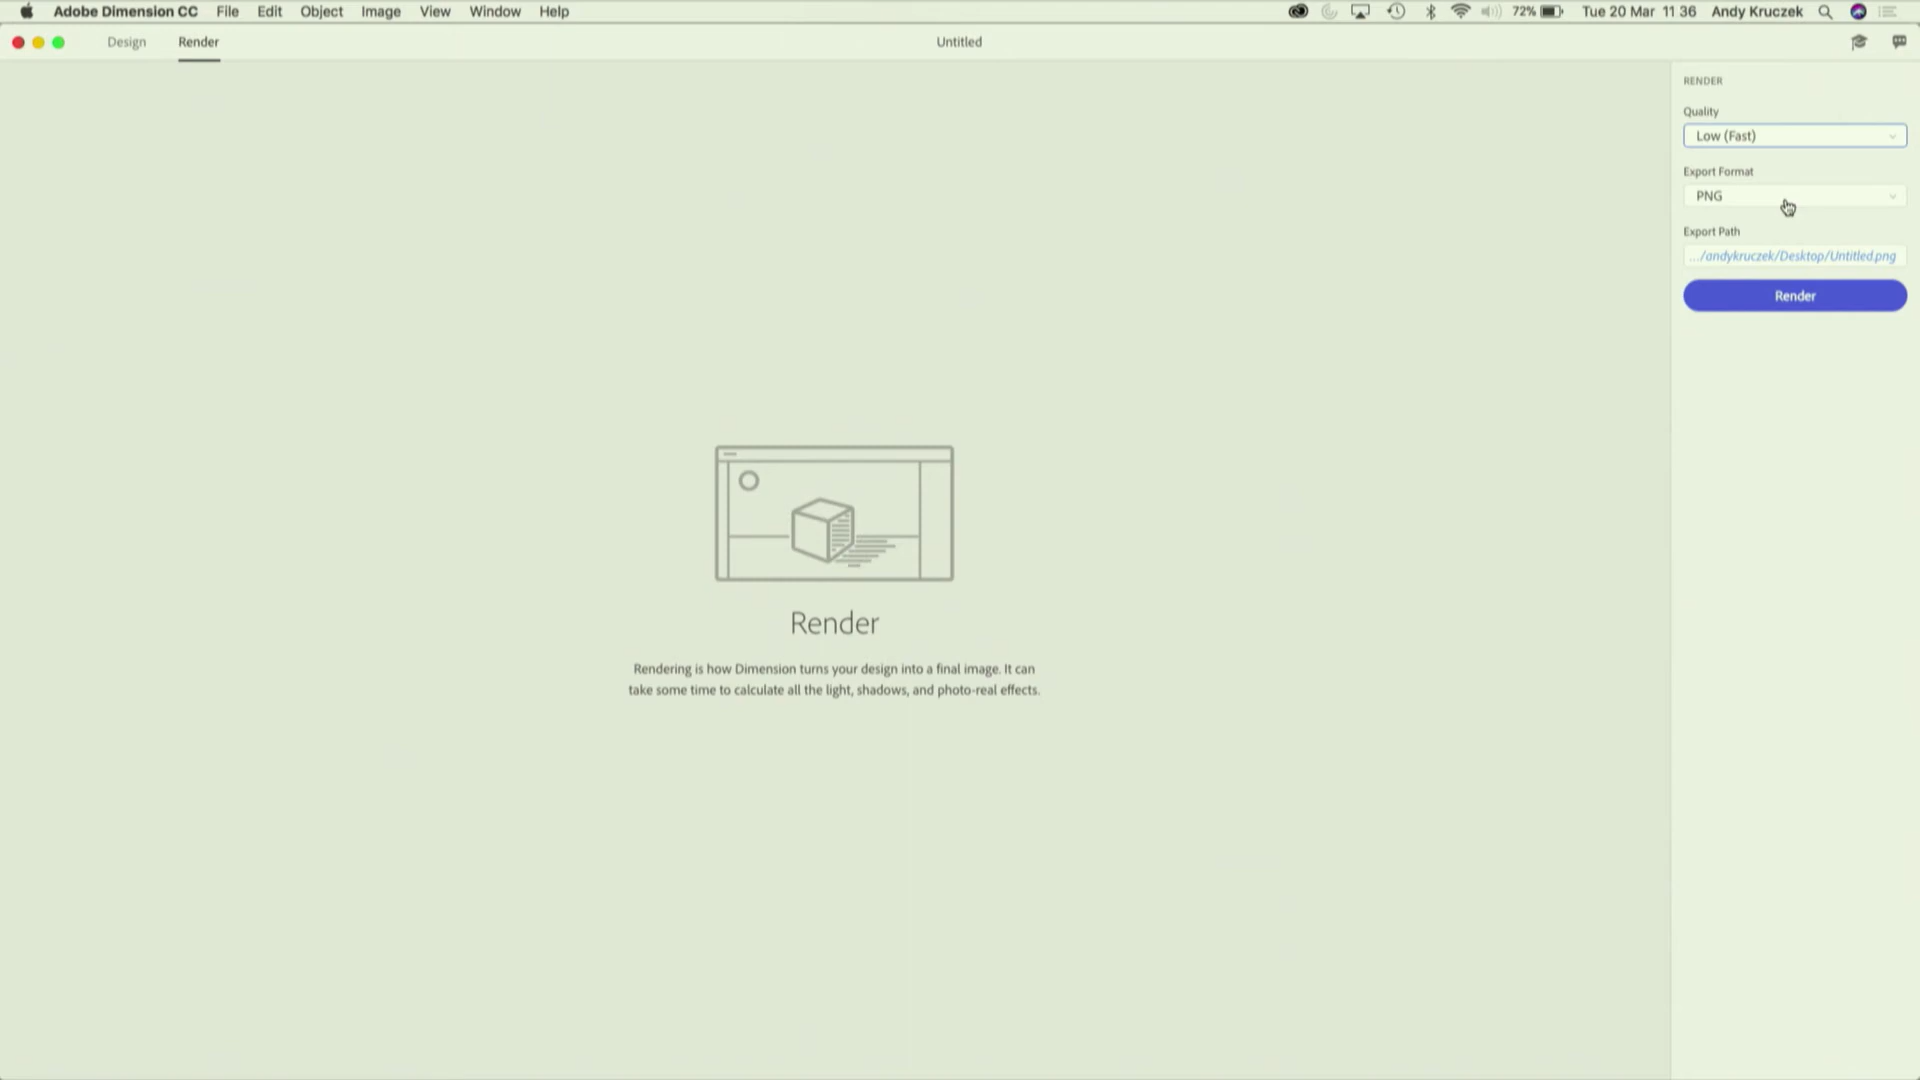 Adobe Dimension CC File Edit Object Image View Window Help 72% Tue 20 Mar 11 36 Andy Kruczek
Design Render Untitled
RENDER
Quality
Low (Fast)
Export Format
PNG
Export Path
.../andykruczek/Desktop/Untitled.png
Render
Render
Rendering is how Dimension turns your design into a final image. It can
take some time to calculate all the light, shadows, and photo-real effects.